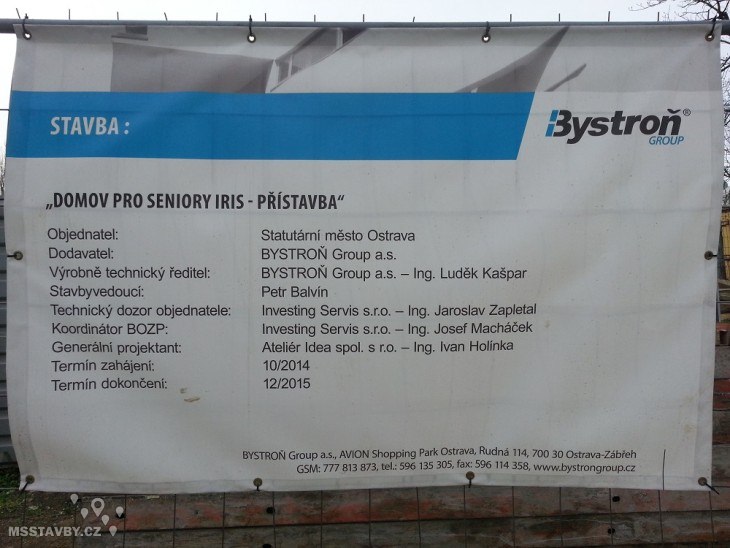 STAVBA :
Bystroň®
GROUP
„DOMOV PRO SENIORY IRIS - PŘÍSTAVBA“
Objednatel: Statutární město Ostrava
Dodavatel: BYSTROŇ Group a.s.
Výrobně technický ředitel: BYSTROŇ Group a.s. – Ing. Luděk Kašpar
Stavbyvedoucí: Petr Balvín
Technický dozor objednatele: Investing Servis s.r.o. – Ing. Jaroslav Zapletal
Koordinátor BOZP: Investing Servis s.r.o. – Ing. Josef Macháček
Generální projektant: Ateliér Idea spol. s r.o. – Ing. Ivan Holínka
Termín zahájení: 10/2014
Termín dokončení: 12/2015
BYSTROŇ Group a.s., AVION Shopping Park Ostrava, Rudná 114, 700 30 Ostrava-Zábřeh
GSM: 777 813 873, tel.: 596 135 305, fax: 596 114 358, www.bystrongroup.cz
MSSTAVBY.CZ